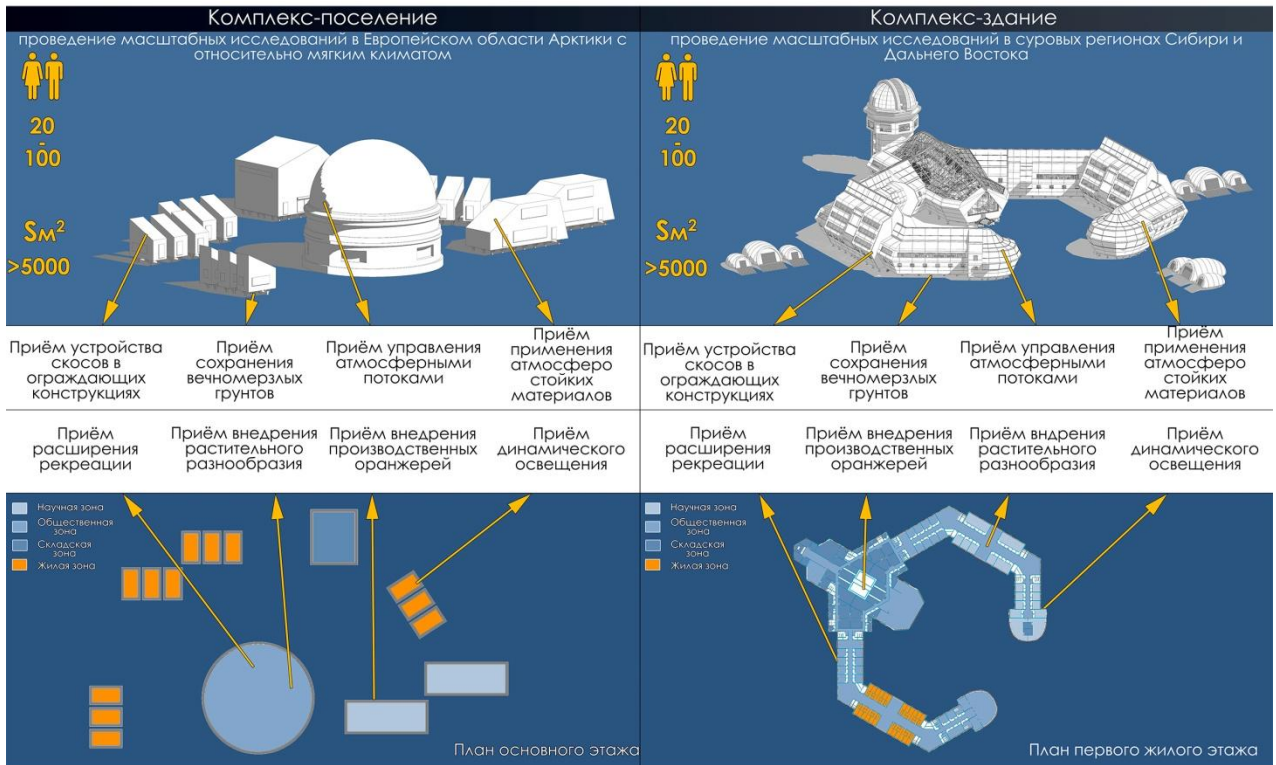 Комплекс-поселение
проведение масштабных исследований в Европейском области Арктики с
относительно мягким климатом
20
-
100
Sм²
>5000
Приём устройства
скосов в
ограждающих
конструкциях
Приём
сохранения
вечномерзлых
грунтов
Приём управления
атмосферными
потоками
Приём
применения
атмосферо
стойких
материалов
Приём
расширения
рекреации
Приём внедрения
растительного
разнообразия
Приём внедрения
производственных
оранжерей
Приём
динамического
освещения
Научная зона
Общественная
зона
Складская
зона
Жилая зона
План основного этажа
Комплекс-здание
проведение масштабных исследований в суровых регионах Сибири и
Дальнего Востока
20
-
100
Sм²
>5000
Приём устройства
скосов в
ограждающих
конструкциях
Приём
сохранения
вечномерзлых
грунтов
Приём управления
атмосферными
потоками
Приём
применения
атмосферо
стойких
материалов
Приём
расширения
рекреации
Приём внедрения
производственных
оранжерей
Приём вндрения
растительного
разнообразия
Приём
динамического
освещения
Научная зона
Общественная
зона
Складская
зона
Жилая зона
План первого жилого этажа